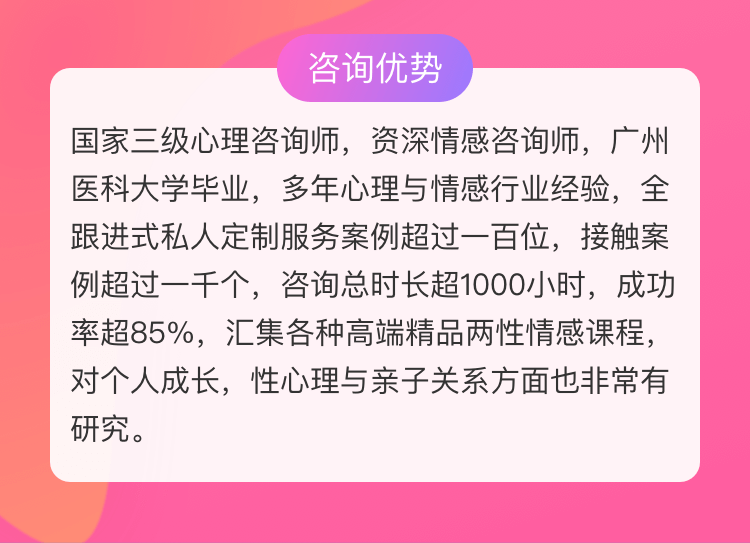 咨询优势
国家三级心理咨询师，资深情感咨询师，广州
医科大学毕业，多年心理与情感行业经验，全
跟进式私人定制服务案例超过一百位，接触案
例超过一千个，咨询总时长超1000小时，成功
率超85%，汇集各种高端精品两性情感课程，
对个人成长，性心理与亲子关系方面也非常有
研究。